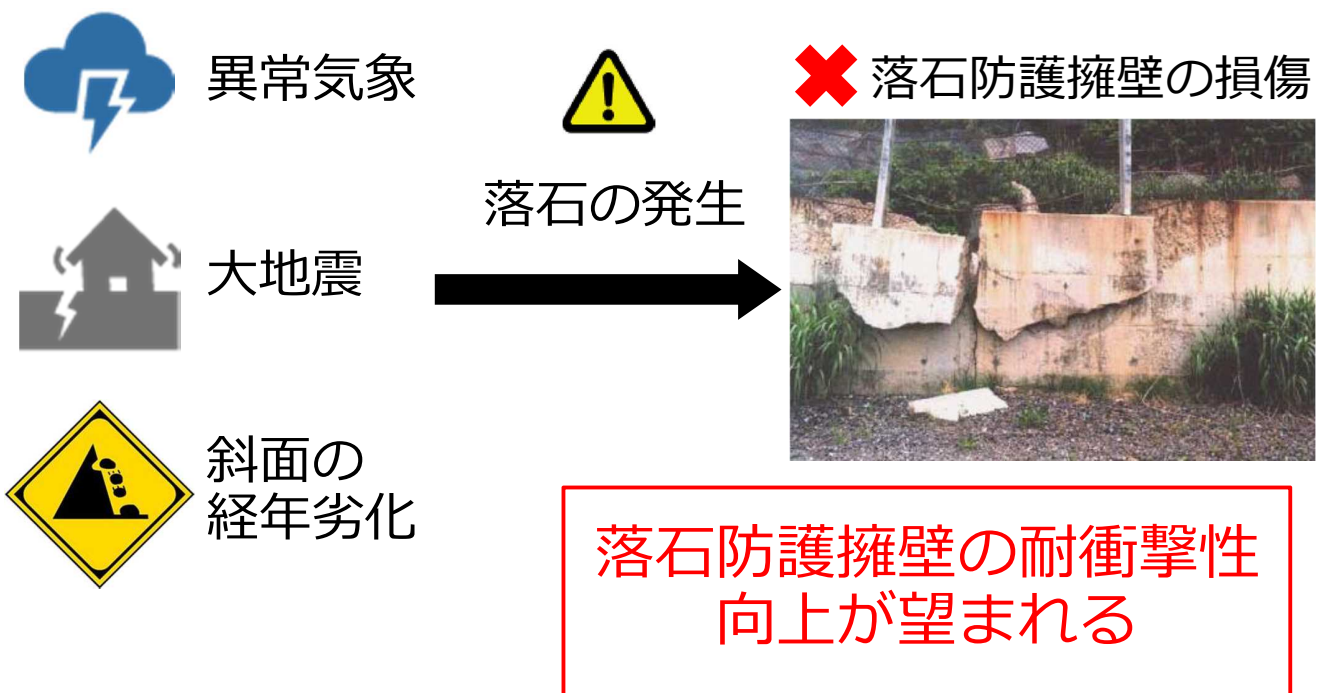 異常気象
大地震
斜面の
経年劣化
落石の発生
落石防護擁壁の損傷
落石防護擁壁の耐衝撃性
向上が望まれる